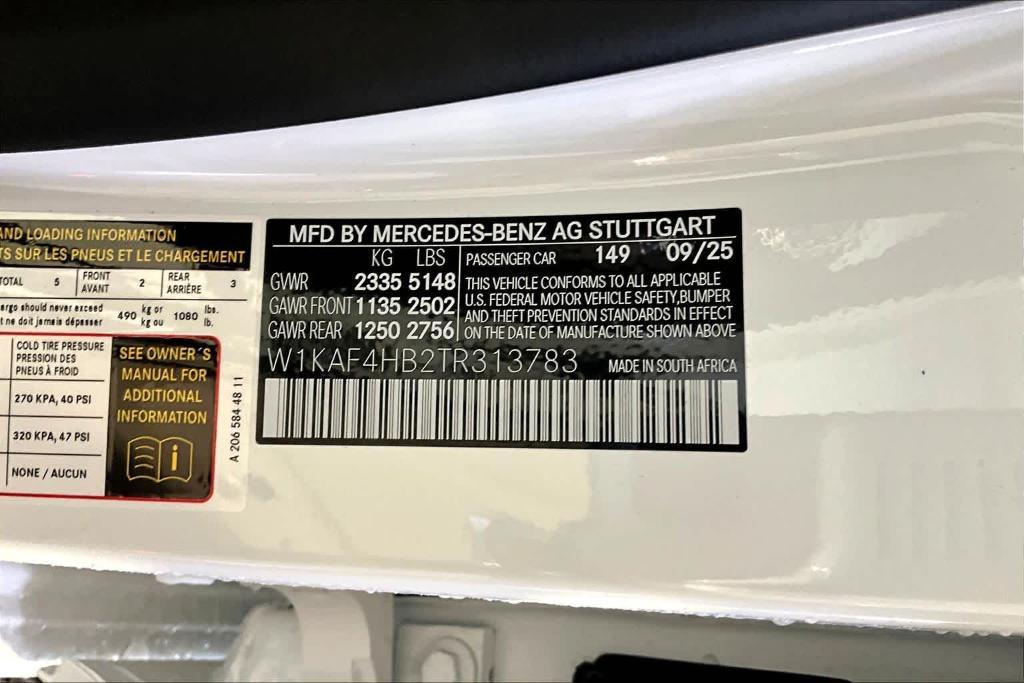 AND LOADING INFORMATION
TS SUR LES PNEUS ET LE CHARGEMENT
TOTAL 5 FRONT AVANT 2 REAR ARRIÈRE 3
cargo should never exceed 490 kg or 1080 lbs.
t ne doit jamais dépasser kg ou lb.
COLD TIRE PRESSURE
PRESSION DES
PNEUS À FROID
270 KPA, 40 PSI
320 KPA, 47 PSI
NONE / AUCUN
SEE OWNER´S
MANUAL FOR
ADDITIONAL
INFORMATION
A 206 584 48 11
MFD BY MERCEDES-BENZ AG STUTTGART
KG LBS
GVWR 2335 5148
GAWR FRONT 1135 2502
GAWR REAR 1250 2756
PASSENGER CAR 149 09/25
THIS VEHICLE CONFORMS TO ALL APPLICABLE
U.S. FEDERAL MOTOR VEHICLE SAFETY,BUMPER
AND THEFT PREVENTION STANDARDS IN EFFECT
ON THE DATE OF MANUFACTURE SHOWN ABOVE
W1KAF4HB2TR313783 MADE IN SOUTH AFRICA